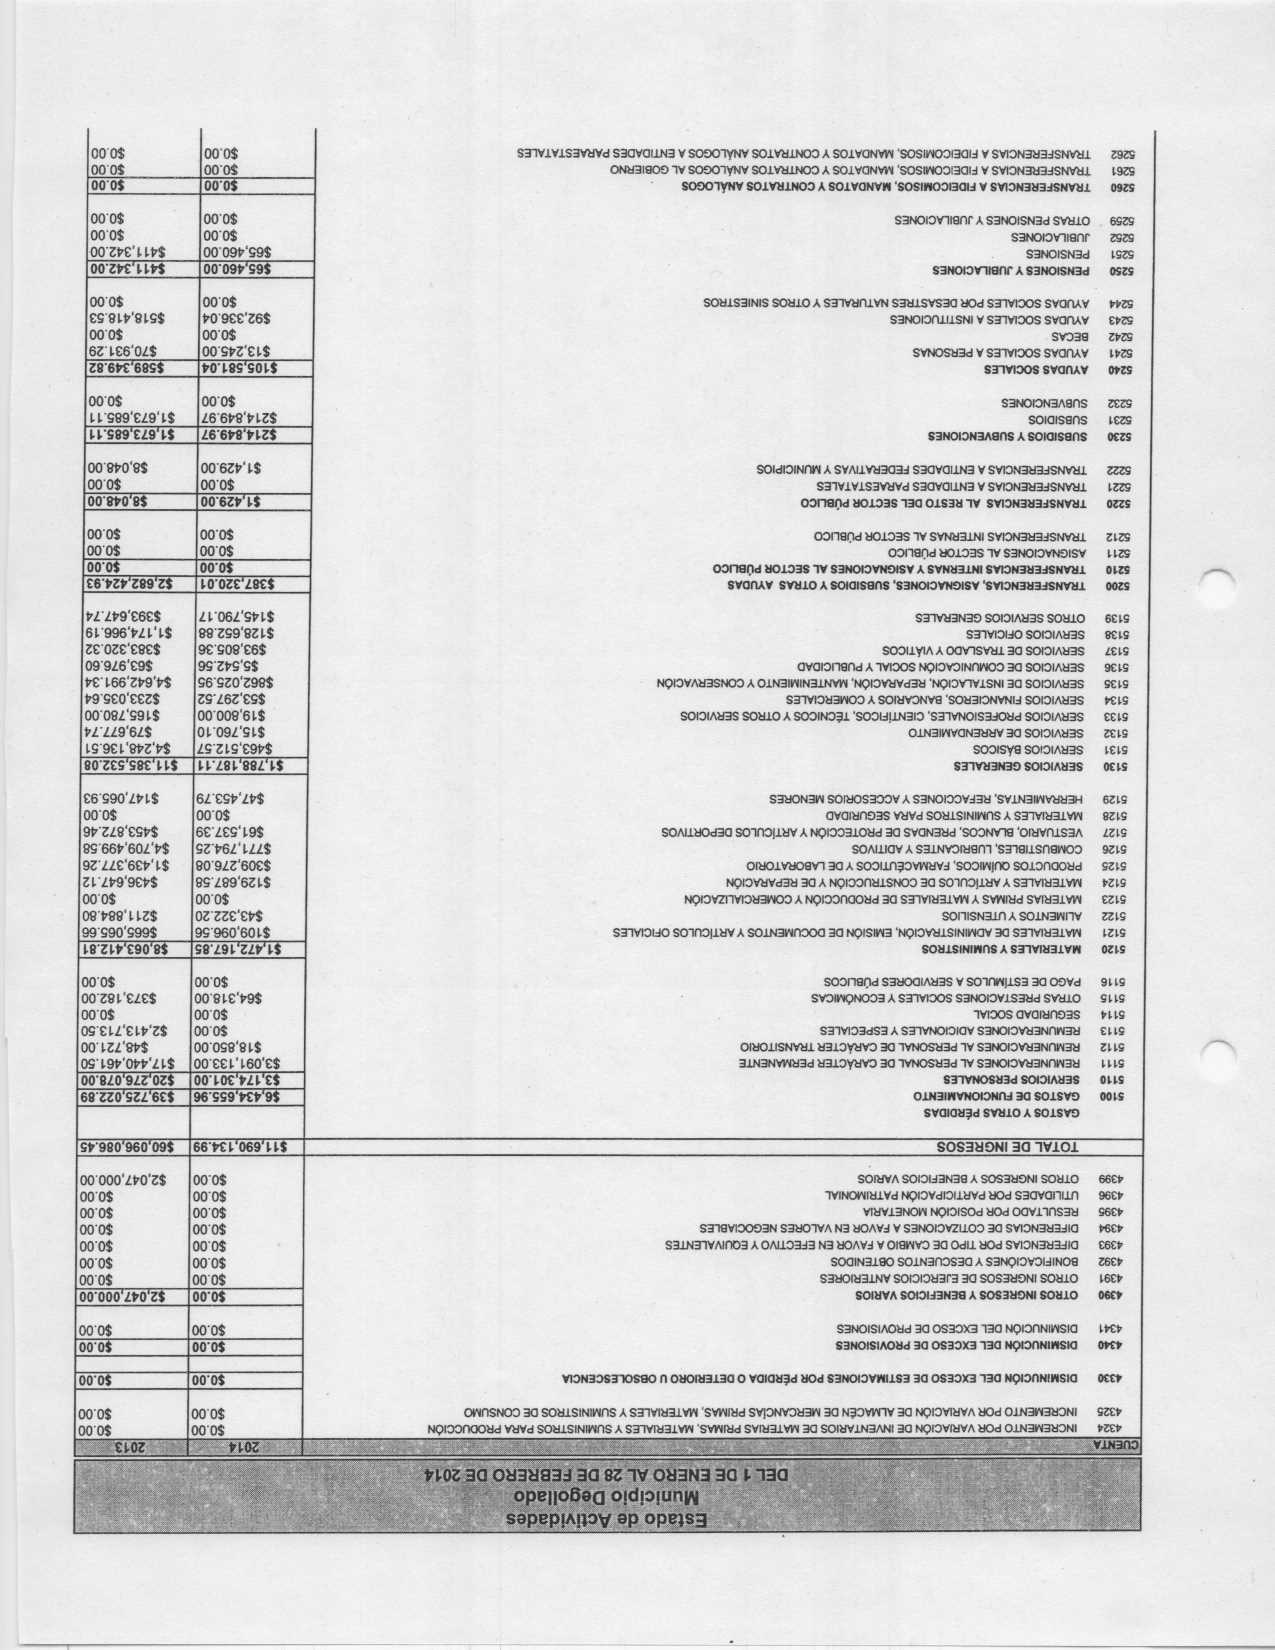 Estado de Actividades
Municipio Degollado
DEL 1 DE ENERO AL 28 DE FEBRERO DE 2014
CUENTA 2014 2013
4324 INCREMENTO POR VARIACIÓN DE INVENTARIOS DE MATERIAS PRIMAS, MATERIALES Y SUMINISTROS PARA PRODUCCIÓN $0.00 $0.00
4325 INCREMENTO POR VARIACIÓN DE ALMACÉN DE MERCANCÍAS PRIMAS, MATERIALES Y SUMINISTROS DE CONSUMO $0.00 $0.00
4330 DISMINUCIÓN DEL EXCESO DE ESTIMACIONES POR PÉRDIDA O DETERIORO U OBSOLESCENCIA $0.00 $0.00
4340 DISMINUCIÓN DEL EXCESO DE PROVISIONES $0.00 $0.00
4341 DISMINUCIÓN DEL EXCESO DE PROVISIONES $0.00 $0.00
4390 OTROS INGRESOS Y BENEFICIOS VARIOS $0.00 $2,047,000.00
4391 OTROS INGRESOS DE EJERCICIOS ANTERIORES $0.00 $0.00
4392 BONIFICACIONES Y DESCUENTOS OBTENIDOS $0.00 $0.00
4393 DIFERENCIAS POR TIPO DE CAMBIO A FAVOR EN EFECTIVO Y EQUIVALENTES $0.00 $0.00
4394 DIFERENCIAS DE COTIZACIONES A FAVOR EN VALORES NEGOCIABLES $0.00 $0.00
4395 RESULTADO POR POSICIÓN MONETARIA $0.00 $0.00
4396 UTILIDADES POR PARTICIPACIÓN PATRIMONIAL $0.00 $0.00
4399 OTROS INGRESOS Y BENEFICIOS VARIOS $0.00 $2,047,000.00
TOTAL DE INGRESOS $11,690,134.99 $60,096,086.45
GASTOS Y OTRAS PÉRDIDAS
5100 GASTOS DE FUNCIONAMIENTO $6,434,655.96 $39,725,022.89
5110 SERVICIOS PERSONALES $3,174,301.00 $20,276,078.00
5111 REMUNERACIONES AL PERSONAL DE CARÁCTER PERMANENTE $3,091,133.00 $17,440,461.50
5112 REMUNERACIONES AL PERSONAL DE CARÁCTER TRANSITORIO $18,850.00 $48,721.00
5113 REMUNERACIONES ADICIONALES Y ESPECIALES $0.00 $2,413,713.50
5114 SEGURIDAD SOCIAL $0.00 $0.00
5115 OTRAS PRESTACIONES SOCIALES Y ECONÓMICAS $64,318.00 $373,182.00
5116 PAGO DE ESTÍMULOS A SERVIDORES PÚBLICOS $0.00 $0.00
5120 MATERIALES Y SUMINISTROS $1,472,167.85 $8,063,412.81
5121 MATERIALES DE ADMINISTRACIÓN, EMISIÓN DE DOCUMENTOS Y ARTÍCULOS OFICIALES $109,096.56 $665,065.66
5122 ALIMENTOS Y UTENSILIOS $43,322.20 $211,884.80
5123 MATERIAS PRIMAS Y MATERIALES DE PRODUCCIÓN Y COMERCIALIZACIÓN $0.00 $0.00
5124 MATERIALES Y ARTÍCULOS DE CONSTRUCCIÓN Y DE REPARACIÓN $129,687.58 $436,647.12
5125 PRODUCTOS QUÍMICOS, FARMACÉUTICOS Y DE LABORATORIO $309,276.08 $1,439,377.26
5126 COMBUSTIBLES, LUBRICANTES Y ADITIVOS $771,794.25 $4,709,499.58
5127 VESTUARIO, BLANCOS, PRENDAS DE PROTECCIÓN Y ARTÍCULOS DEPORTIVOS $61,537.39 $453,872.46
5128 MATERIALES Y SUMINISTROS PARA SEGURIDAD $0.00 $0.00
5129 HERRAMIENTAS, REFACCIONES Y ACCESORIOS MENORES $47,453.79 $147,065.93
5130 SERVICIOS GENERALES $1,788,187.11 $11,385,532.08
5131 SERVICIOS BÁSICOS $463,512.57 $4,248,136.51
5132 SERVICIOS DE ARRENDAMIENTO $15,760.10 $79,677.74
5133 SERVICIOS PROFESIONALES, CIENTÍFICOS, TÉCNICOS Y OTROS SERVICIOS $19,800.00 $165,780.00
5134 SERVICIOS FINANCIEROS, BANCARIOS Y COMERCIALES $53,297.52 $233,035.64
5135 SERVICIOS DE INSTALACIÓN, REPARACIÓN, MANTENIMIENTO Y CONSERVACIÓN $862,025.95 $4,642,991.34
5136 SERVICIOS DE COMUNICACIÓN SOCIAL Y PUBLICIDAD $5,542.56 $63,976.60
5137 SERVICIOS DE TRASLADO Y VIÁTICOS $93,805.36 $383,320.32
5138 SERVICIOS OFICIALES $128,652.88 $1,174,966.19
5139 OTROS SERVICIOS GENERALES $145,790.17 $393,647.74
5200 TRANSFERENCIAS, ASIGNACIONES, SUBSIDIOS Y OTRAS AYUDAS $387,320.01 $2,682,424.93
5210 TRANSFERENCIAS INTERNAS Y ASIGNACIONES AL SECTOR PÚBLICO $0.00 $0.00
5211 ASIGNACIONES AL SECTOR PÚBLICO $0.00 $0.00
5212 TRANSFERENCIAS INTERNAS AL SECTOR PÚBLICO $0.00 $0.00
5220 TRANSFERENCIAS AL RESTO DEL SECTOR PÚBLICO $1,429.00 $8,048.00
5221 TRANSFERENCIAS A ENTIDADES PARAESTATALES $0.00 $0.00
5222 TRANSFERENCIAS A ENTIDADES FEDERATIVAS Y MUNICIPIOS $1,429.00 $8,048.00
5230 SUBSIDIOS Y SUBVENCIONES $214,849.97 $1,673,685.11
5231 SUBSIDIOS $214,849.97 $1,673,685.11
5232 SUBVENCIONES $0.00 $0.00
5240 AYUDAS SOCIALES $105,581.04 $589,349.82
5241 AYUDAS SOCIALES A PERSONAS $13,245.00 $70,931.29
5242 BECAS $0.00 $0.00
5243 AYUDAS SOCIALES A INSTITUCIONES $92,336.04 $518,418.53
5244 AYUDAS SOCIALES POR DESASTRES NATURALES Y OTROS SINIESTROS $0.00 $0.00
5250 PENSIONES Y JUBILACIONES $65,460.00 $411,342.00
5251 PENSIONES $65,460.00 $411,342.00
5252 JUBILACIONES $0.00 $0.00
5259 OTRAS PENSIONES Y JUBILACIONES $0.00 $0.00
5260 TRANSFERENCIAS A FIDEICOMISOS, MANDATOS Y CONTRATOS ANÁLOGOS $0.00 $0.00
5261 TRANSFERENCIAS A FIDEICOMISOS, MANDATOS Y CONTRATOS ANÁLOGOS AL GOBIERNO $0.00 $0.00
5262 TRANSFERENCIAS A FIDEICOMISOS, MANDATOS Y CONTRATOS ANÁLOGOS A ENTIDADES PARAESTATALES $0.00 $0.00